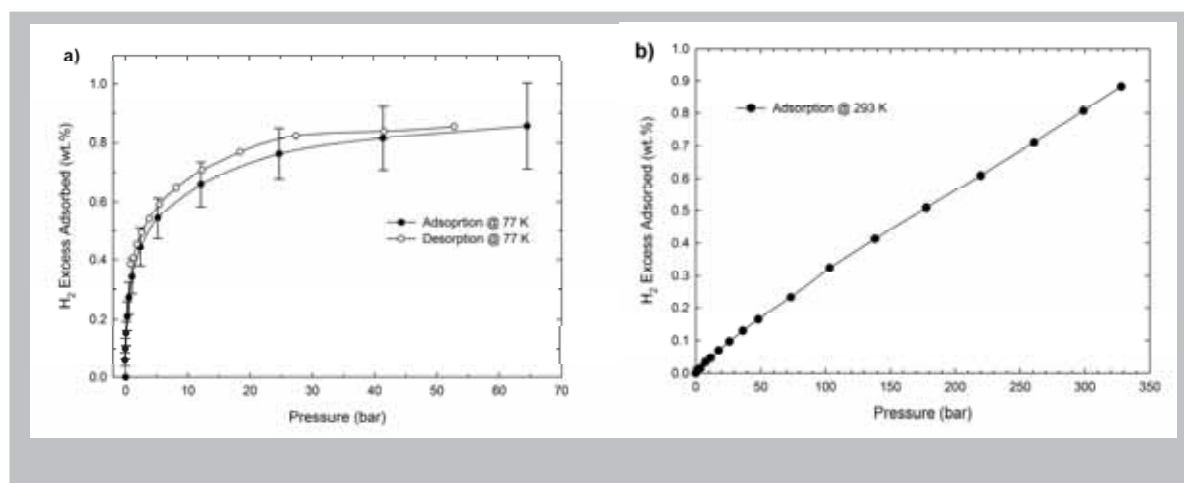 a)
1.0
0.8
0.6
0.4
0.2
0.0
0 10 20 30 40 50 60 70
H2 Excess Adsorbed (wt.%)
Pressure (bar)
Adsoprtion @ 77 K
Desorption @ 77 K
b)
1.0
0.9
0.8
0.7
0.6
0.5
0.4
0.3
0.2
0.1
0.0
0 50 100 150 200 250 300 350
H2 Excess Adsorbed (wt.%)
Pressure (bar)
Adsorption @ 293 K